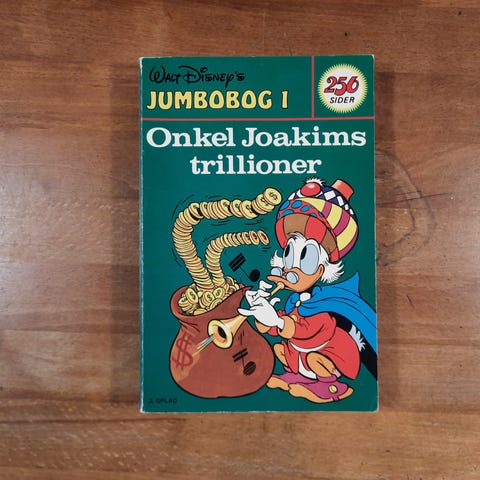 Walt Disney's
JUMBOBOG 1
256
SIDER
Onkel Joakims
trillioner
$
3. OPLAG